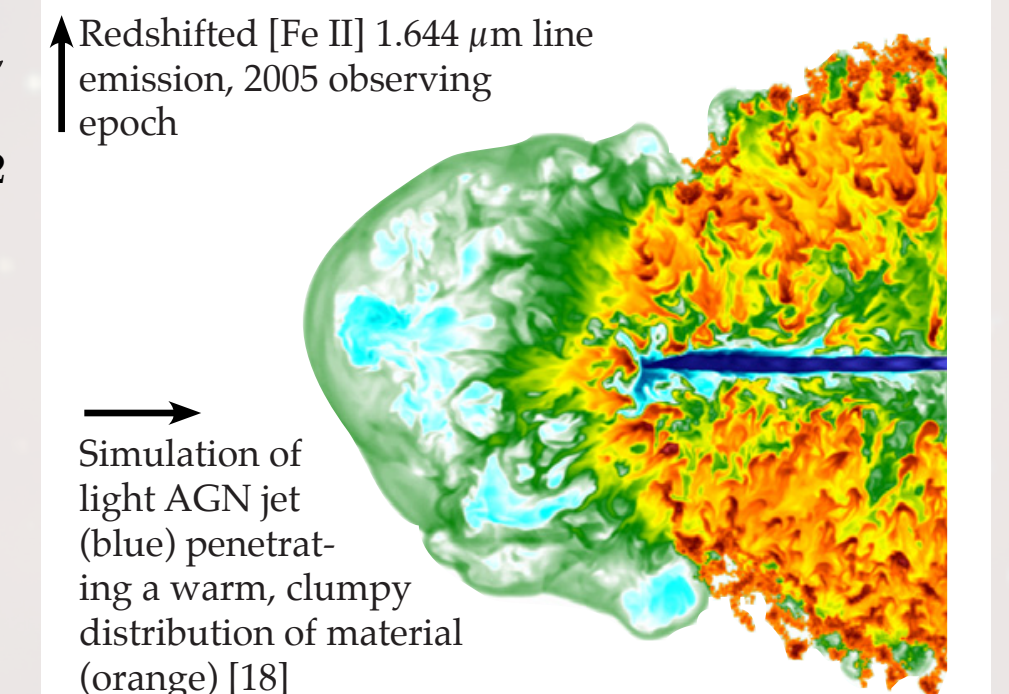 Redshifted [Fe II] 1.644 μm line
emission, 2005 observing
epoch
2
Simulation of
light AGN jet
(blue) penetrat-
ing a warm, clumpy
distribution of material
(orange) [18]